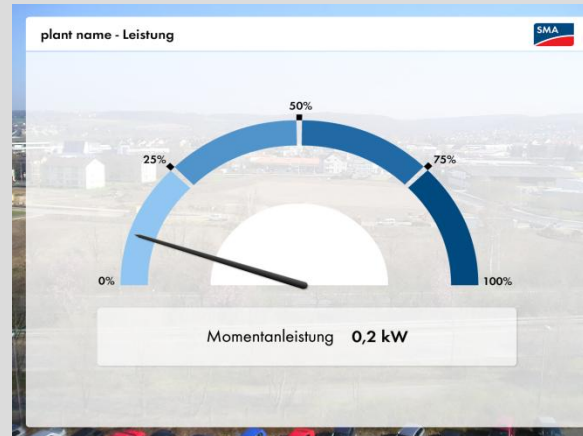 plant name - Leistung
SMA
50%
25%
75%
0%
100%
Momentanleistung 0,2 kW